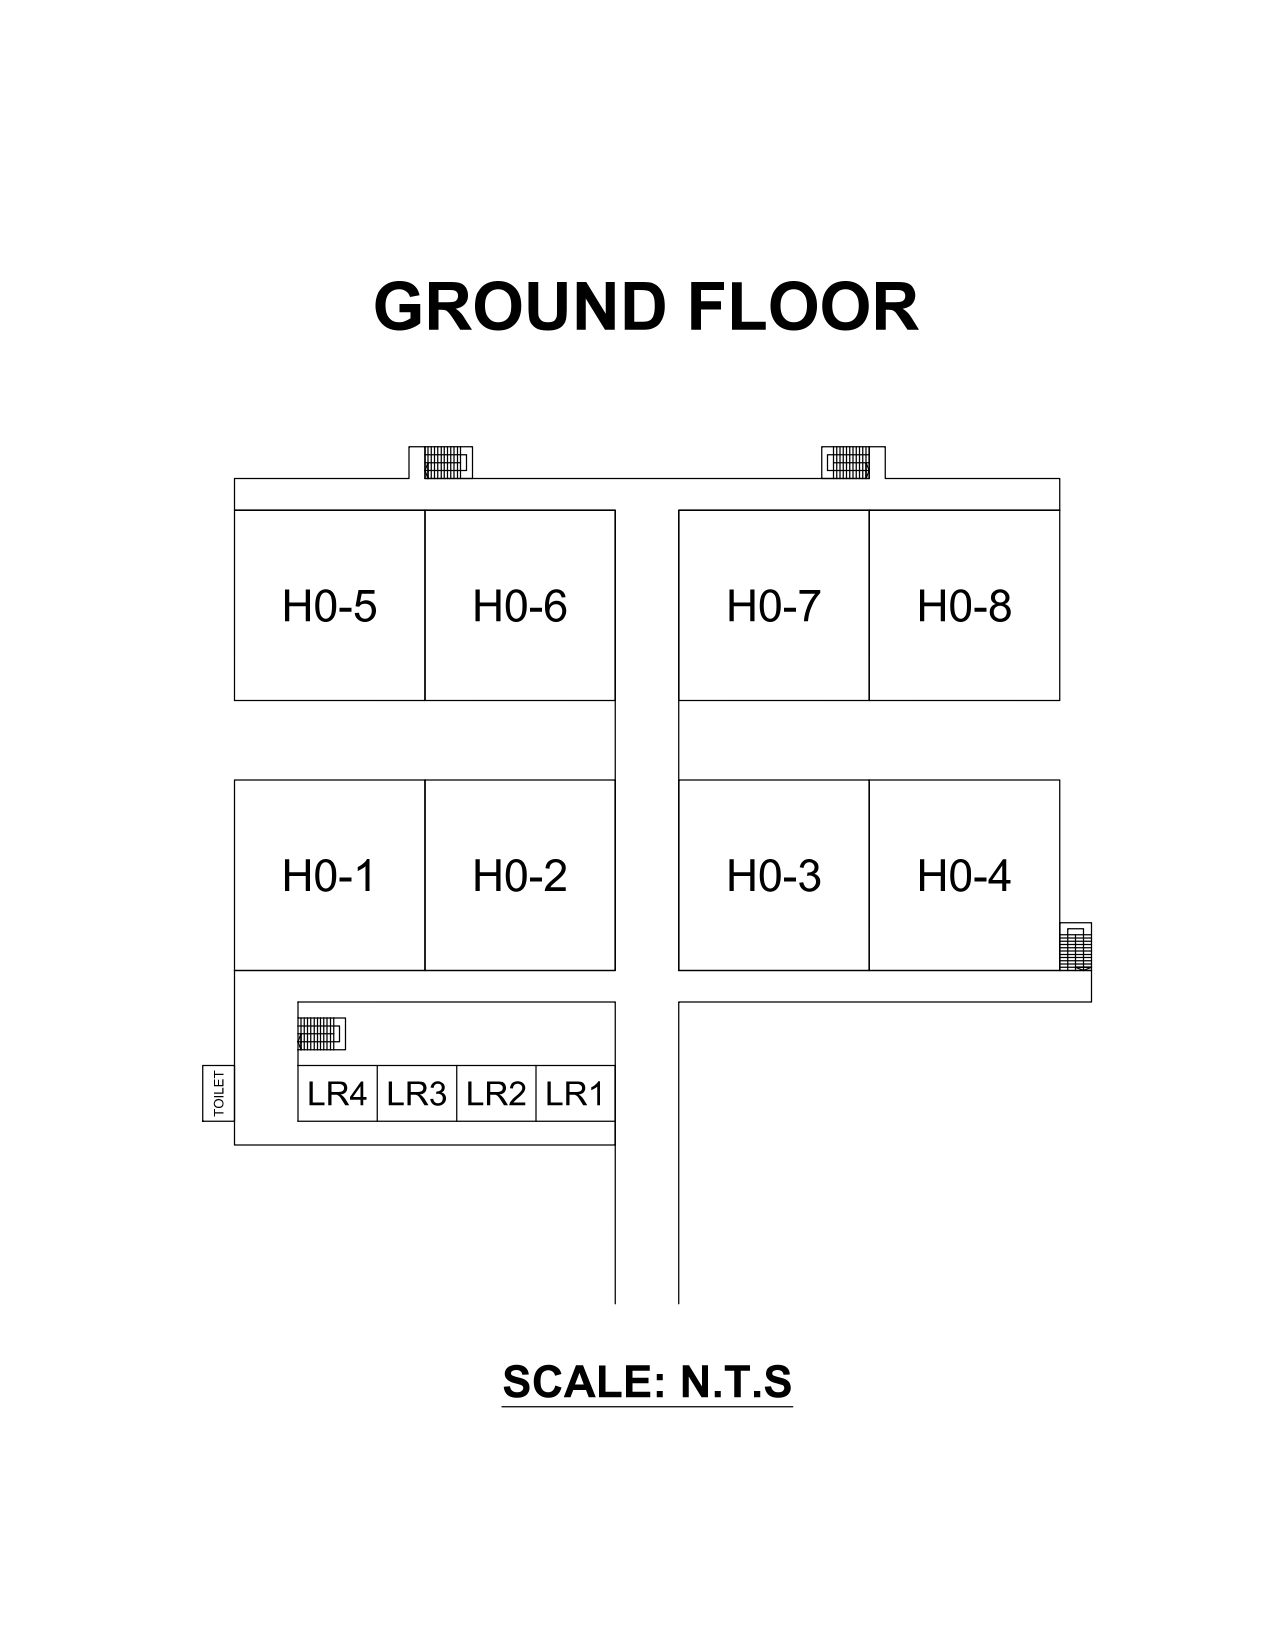 GROUND FLOOR
H0-5 H0-6 H0-7 H0-8
H0-1 H0-2 H0-3 H0-4
TOILET
LR4 LR3 LR2 LR1
SCALE: N.T.S